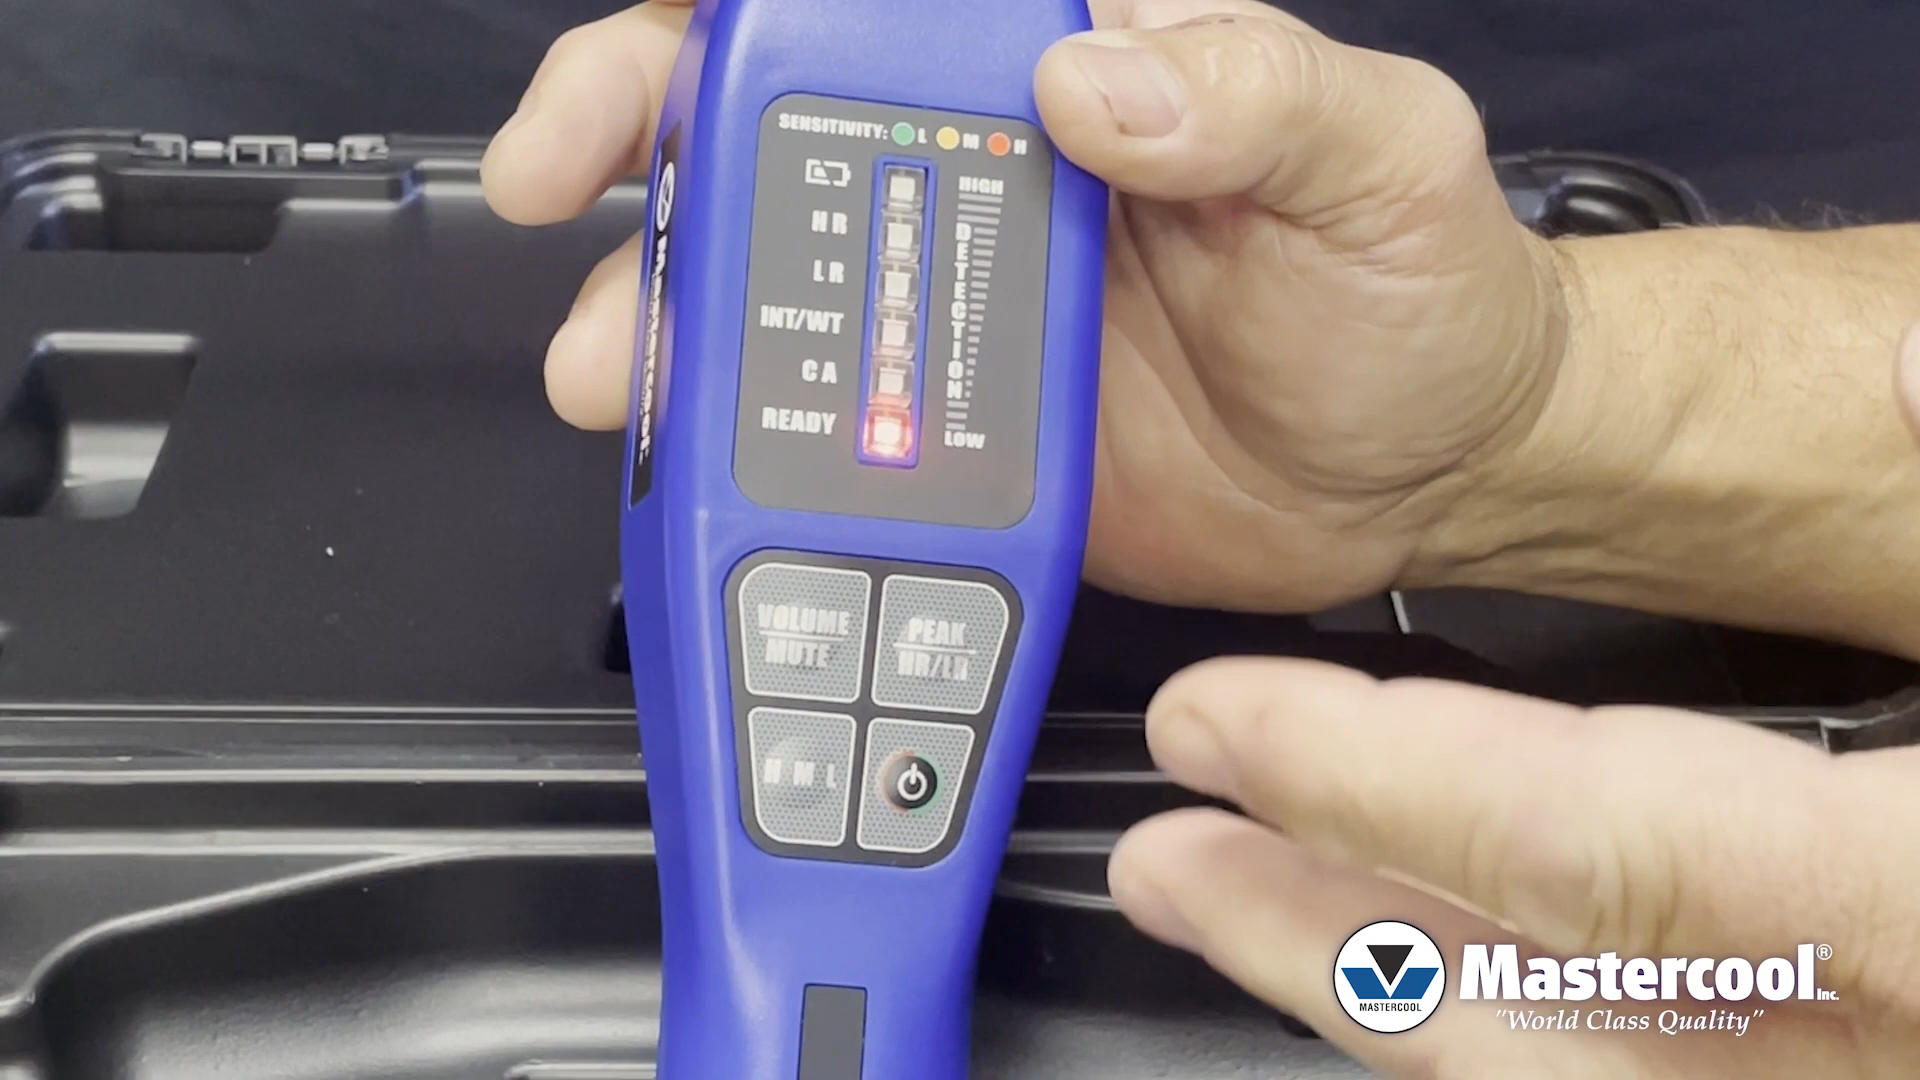 SENSITIVITY: L M H
HIGH
HR
LR
INT/WT
CA
READY
DETECTION
LOW
MASTERCOOL
VOLUME
MUTE
PEAK
HR/LR
H M L
MASTERCOOL
Mastercool® Inc.
"World Class Quality"